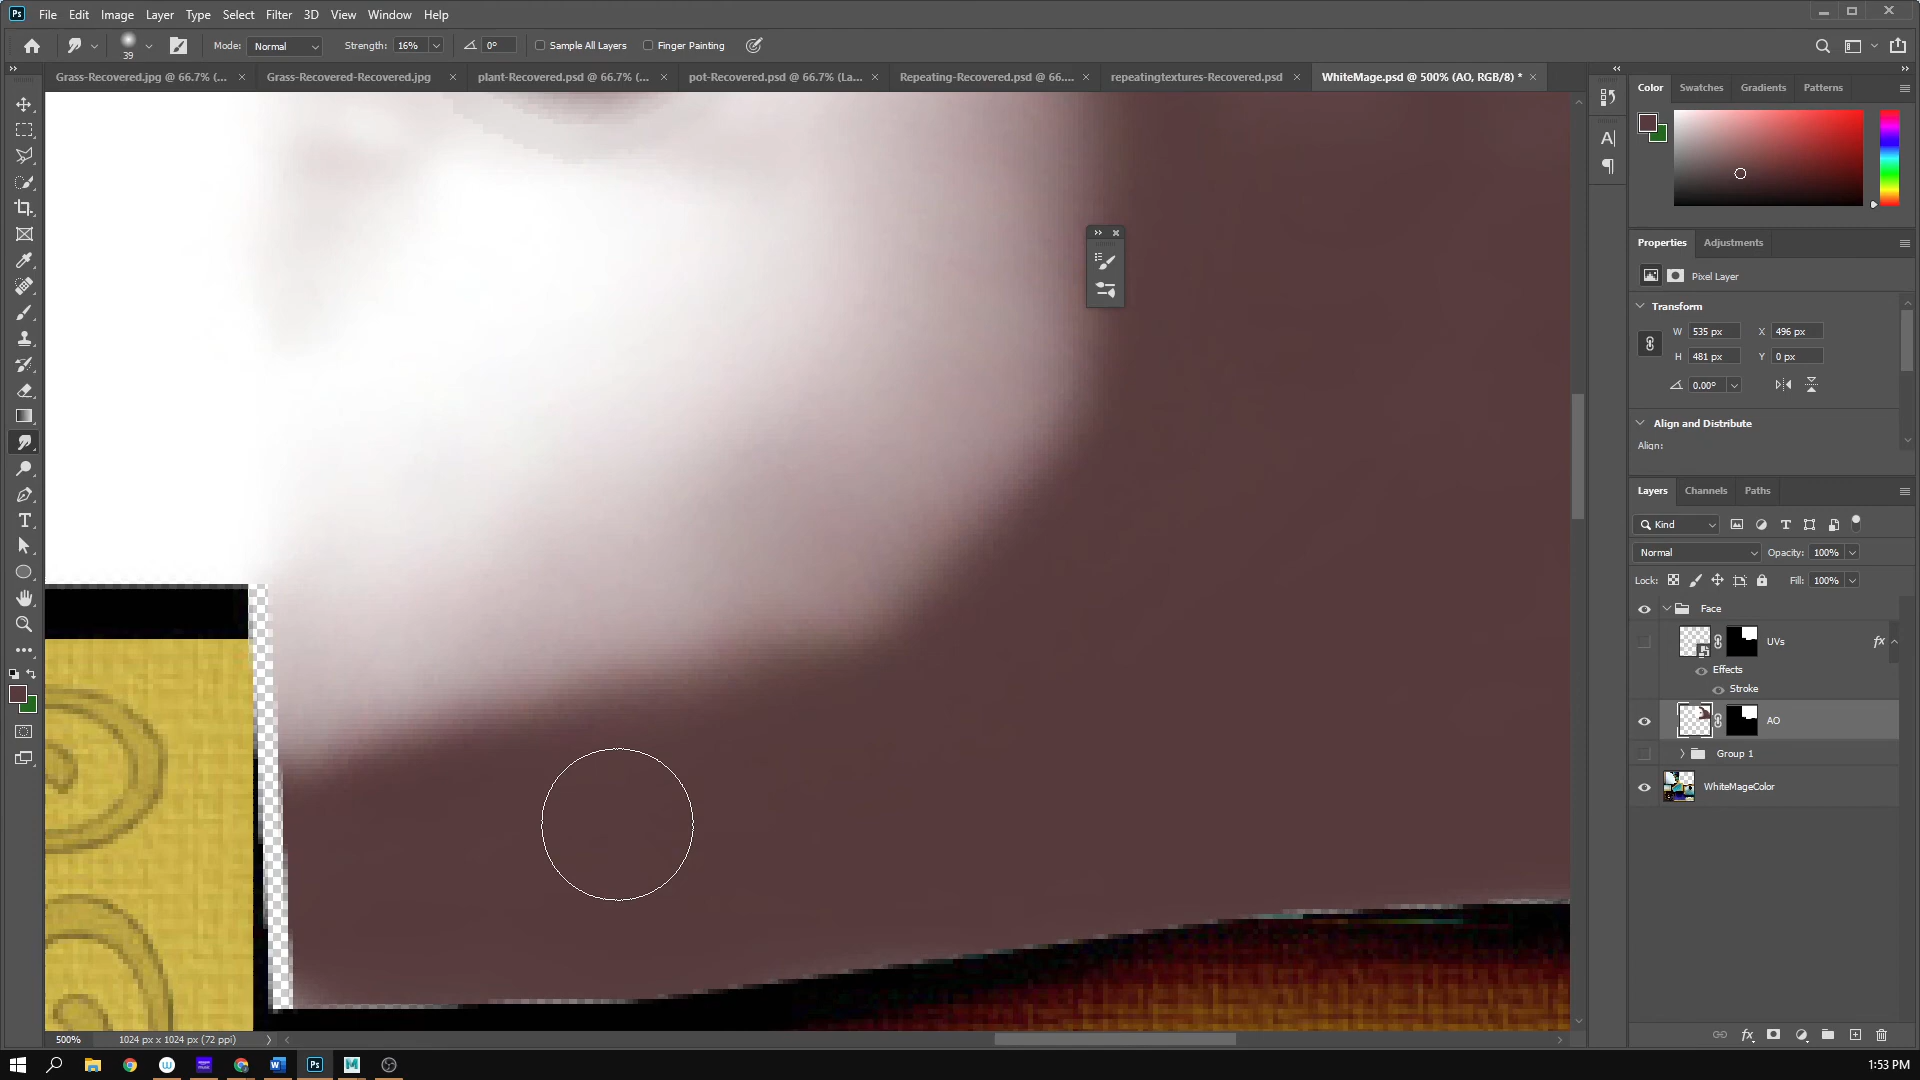 Ps File Edit Image Layer Type Select Filter 3D View Window Help
39 Mode: Normal Strength: 16% 0° Sample All Layers Finger Painting
Grass-Recovered.jpg @ 66.7% (... × Grass-Recovered-Recovered.jpg × plant-Recovered.psd @ 66.7% (... × pot-Recovered.psd @ 66.7% (La... × Repeating-Recovered.psd @ 66.... × repeatingtextures-Recovered.psd × WhiteMage.psd @ 500% (AO, RGB/8) * ×
Color Swatches Gradients Patterns
Properties Adjustments
Pixel Layer
Transform
W 535 px X 496 px
H 481 px Y 0 px
0.00°
Align and Distribute
Align:
Layers Channels Paths
Kind
Normal Opacity: 100%
Lock: Fill: 100%
Face
UVs fx
Effects
Stroke
AO
Group 1
WhiteMageColor
500% 1024 px x 1024 px (72 ppi)
fx
1:53 PM